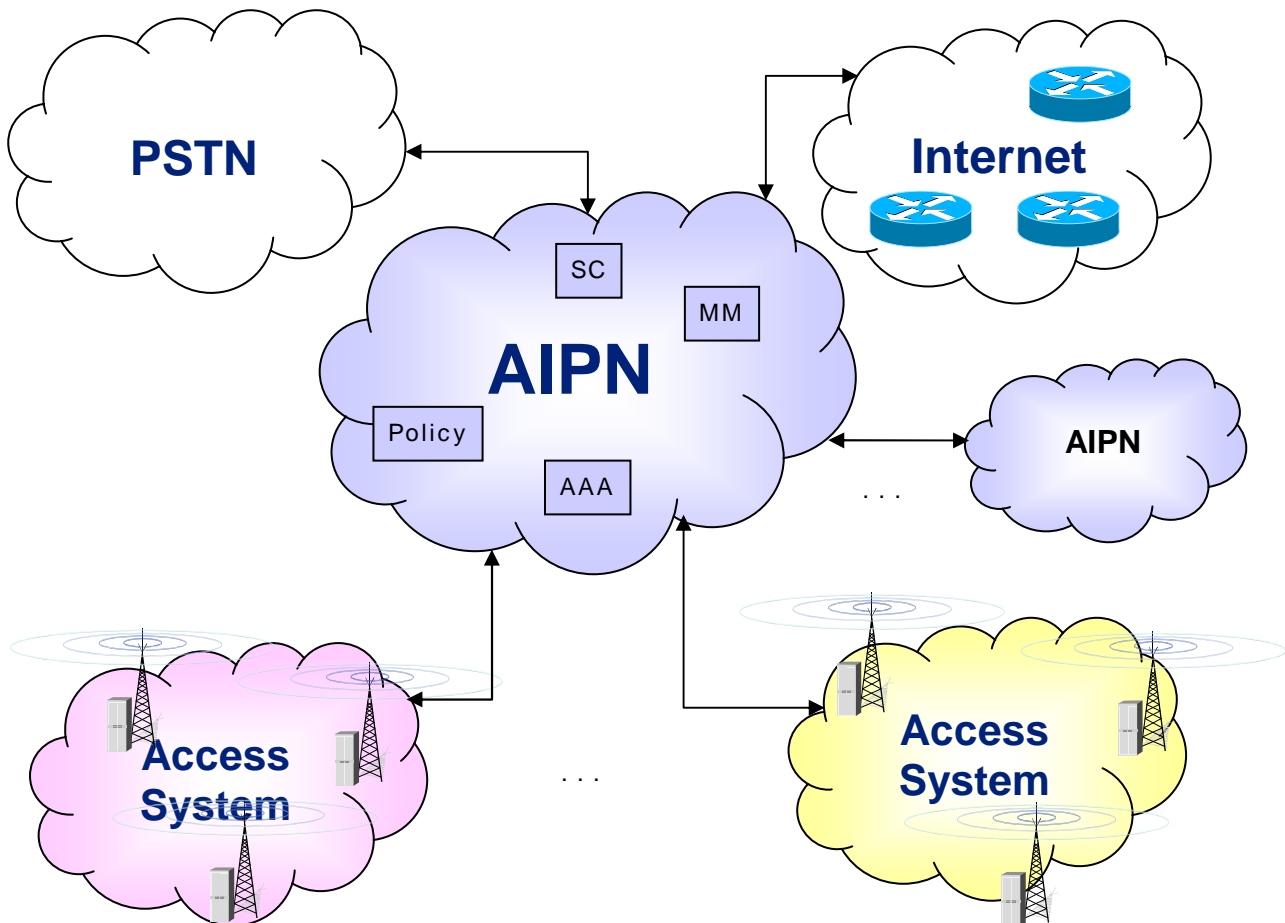 PSTN
Internet
SC
MM
AIPN
Policy
AAA
AIPN
. . .
Access
System
. . .
Access
System